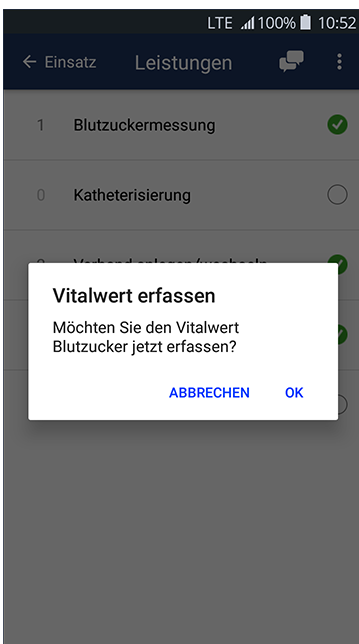 LTE 100% 10:52
Einsatz Leistungen
1 Blutzuckermessung
0 Katheterisierung
Vitalwert erfassen
Möchten Sie den Vitalwert
Blutzucker jetzt erfassen?
ABBRECHEN OK